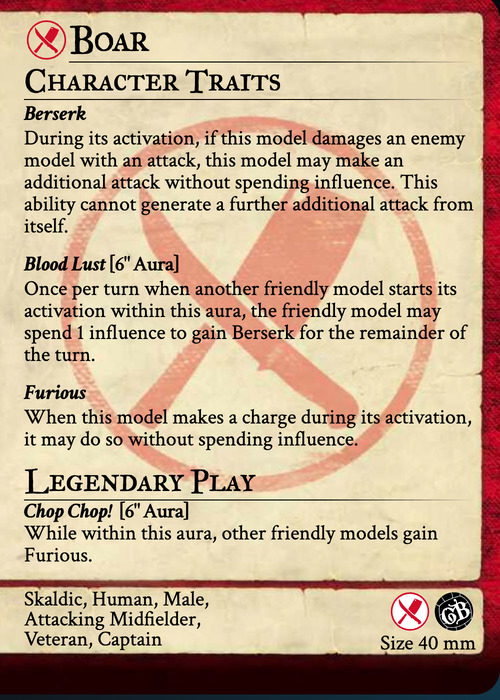 Boar
Character Traits
Berserk
During its activation, if this model damages an enemy
model with an attack, this model may make an
additional attack without spending influence. This
ability cannot generate a further additional attack from
itself.
Blood Lust [6" Aura]
Once per turn when another friendly model starts its
activation within this aura, the friendly model may
spend 1 influence to gain Berserk for the remainder of
the turn.
Furious
When this model makes a charge during its activation,
it may do so without spending influence.
Legendary Play
Chop Chop! [6" Aura]
While within this aura, other friendly models gain
Furious.
Skaldic, Human, Male,
Attacking Midfielder,
Veteran, Captain
GB
Size 40 mm